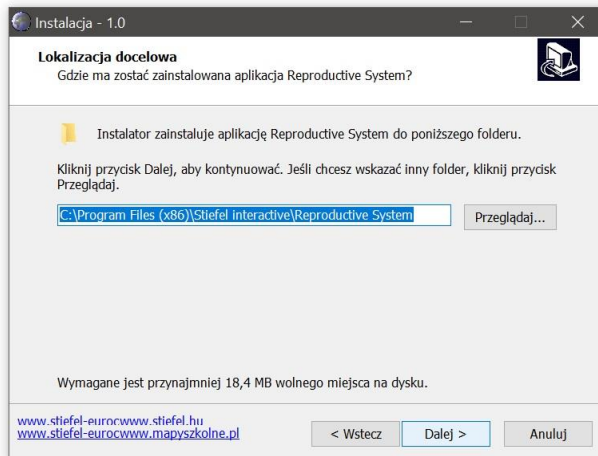 Instalacja - 1.0
Lokalizacja docelowa
Gdzie ma zostać zainstalowana aplikacja Reproductive System?
Instalator zainstaluje aplikację Reproductive System do poniższego folderu.
Kliknij przycisk Dalej, aby kontynuować. Jeśli chcesz wskazać inny folder, kliknij przycisk
Przeglądaj.
C:\Program Files (x86)\Stiefel interactive\Reproductive System
Przeglądaj...
Wymagane jest przynajmniej 18,4 MB wolnego miejsca na dysku.
www.stiefel-eurocwww.stiefel.hu
www.stiefel-eurocwww.mapyszkolne.pl
< Wstecz
Dalej >
Anuluj